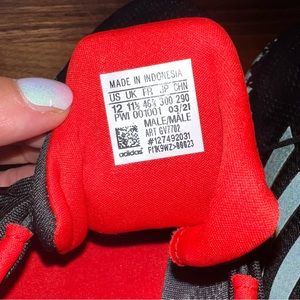 MADE IN INDONESIA
US UK FR JP CHN
12 11½ 46⅔ 300 290
PWI 001001 03/21
MALE/MÂLE
ART GV7702
#127492031
adidas